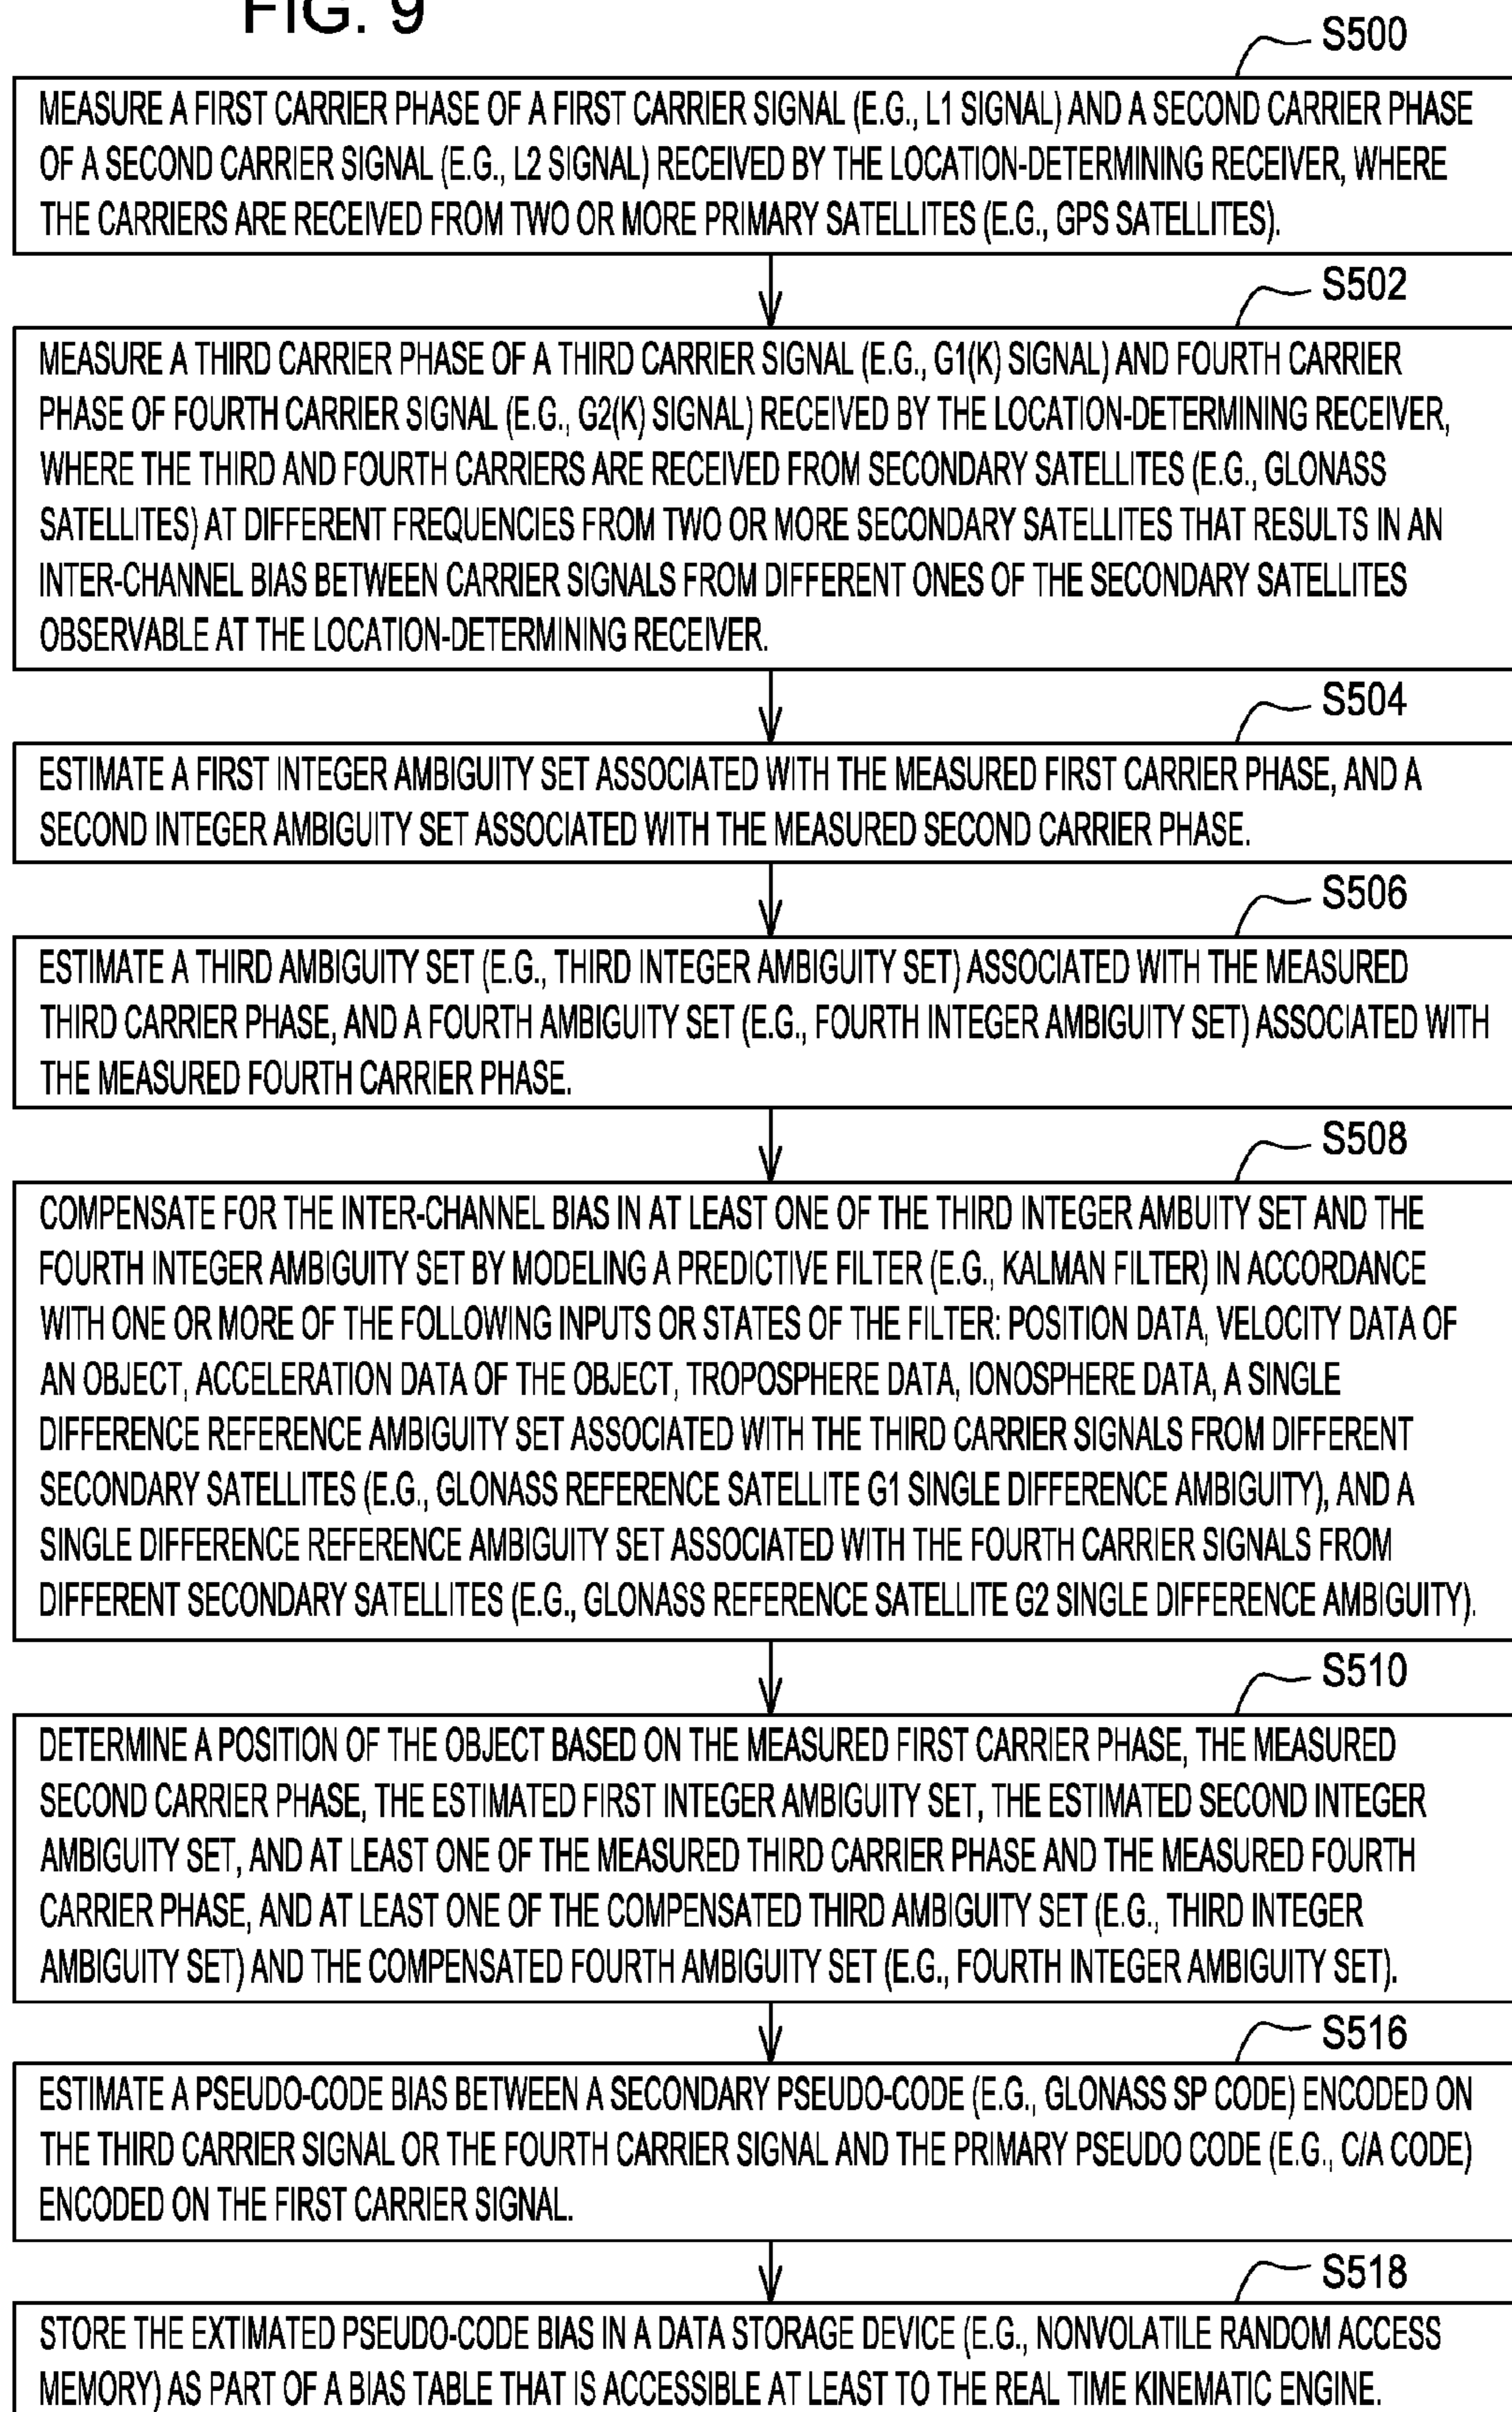 FIG. 9
S500
MEASURE A FIRST CARRIER PHASE OF A FIRST CARRIER SIGNAL (E.G., L1 SIGNAL) AND A SECOND CARRIER PHASE
OF A SECOND CARRIER SIGNAL (E.G., L2 SIGNAL) RECEIVED BY THE LOCATION-DETERMINING RECEIVER, WHERE
THE CARRIERS ARE RECEIVED FROM TWO OR MORE PRIMARY SATELLITES (E.G., GPS SATELLITES).
S502
MEASURE A THIRD CARRIER PHASE OF A THIRD CARRIER SIGNAL (E.G., G1(K) SIGNAL) AND FOURTH CARRIER
PHASE OF FOURTH CARRIER SIGNAL (E.G., G2(K) SIGNAL) RECEIVED BY THE LOCATION-DETERMINING RECEIVER,
WHERE THE THIRD AND FOURTH CARRIERS ARE RECEIVED FROM SECONDARY SATELLITES (E.G., GLONASS
SATELLITES) AT DIFFERENT FREQUENCIES FROM TWO OR MORE SECONDARY SATELLITES THAT RESULTS IN AN
INTER-CHANNEL BIAS BETWEEN CARRIER SIGNALS FROM DIFFERENT ONES OF THE SECONDARY SATELLITES
OBSERVABLE AT THE LOCATION-DETERMINING RECEIVER.
S504
ESTIMATE A FIRST INTEGER AMBIGUITY SET ASSOCIATED WITH THE MEASURED FIRST CARRIER PHASE, AND A
SECOND INTEGER AMBIGUITY SET ASSOCIATED WITH THE MEASURED SECOND CARRIER PHASE.
S506
ESTIMATE A THIRD AMBIGUITY SET (E.G., THIRD INTEGER AMBIGUITY SET) ASSOCIATED WITH THE MEASURED
THIRD CARRIER PHASE, AND A FOURTH AMBIGUITY SET (E.G., FOURTH INTEGER AMBIGUITY SET) ASSOCIATED WITH
THE MEASURED FOURTH CARRIER PHASE.
S508
COMPENSATE FOR THE INTER-CHANNEL BIAS IN AT LEAST ONE OF THE THIRD INTEGER AMBUITY SET AND THE
FOURTH INTEGER AMBIGUITY SET BY MODELING A PREDICTIVE FILTER (E.G., KALMAN FILTER) IN ACCORDANCE
WITH ONE OR MORE OF THE FOLLOWING INPUTS OR STATES OF THE FILTER: POSITION DATA, VELOCITY DATA OF
AN OBJECT, ACCELERATION DATA OF THE OBJECT, TROPOSPHERE DATA, IONOSPHERE DATA, A SINGLE
DIFFERENCE REFERENCE AMBIGUITY SET ASSOCIATED WITH THE THIRD CARRIER SIGNALS FROM DIFFERENT
SECONDARY SATELLITES (E.G., GLONASS REFERENCE SATELLITE G1 SINGLE DIFFERENCE AMBIGUITY), AND A
SINGLE DIFFERENCE REFERENCE AMBIGUITY SET ASSOCIATED WITH THE FOURTH CARRIER SIGNALS FROM
DIFFERENT SECONDARY SATELLITES (E.G., GLONASS REFERENCE SATELLITE G2 SINGLE DIFFERENCE AMBIGUITY).
S510
DETERMINE A POSITION OF THE OBJECT BASED ON THE MEASURED FIRST CARRIER PHASE, THE MEASURED
SECOND CARRIER PHASE, THE ESTIMATED FIRST INTEGER AMBIGUITY SET, THE ESTIMATED SECOND INTEGER
AMBIGUITY SET, AND AT LEAST ONE OF THE MEASURED THIRD CARRIER PHASE AND THE MEASURED FOURTH
CARRIER PHASE, AND AT LEAST ONE OF THE COMPENSATED THIRD AMBIGUITY SET (E.G., THIRD INTEGER
AMBIGUITY SET) AND THE COMPENSATED FOURTH AMBIGUITY SET (E.G., FOURTH INTEGER AMBIGUITY SET).
S516
ESTIMATE A PSEUDO-CODE BIAS BETWEEN A SECONDARY PSEUDO-CODE (E.G., GLONASS SP CODE) ENCODED ON
THE THIRD CARRIER SIGNAL OR THE FOURTH CARRIER SIGNAL AND THE PRIMARY PSEUDO CODE (E.G., C/A CODE)
ENCODED ON THE FIRST CARRIER SIGNAL.
S518
STORE THE EXTIMATED PSEUDO-CODE BIAS IN A DATA STORAGE DEVICE (E.G., NONVOLATILE RANDOM ACCESS
MEMORY) AS PART OF A BIAS TABLE THAT IS ACCESSIBLE AT LEAST TO THE REAL TIME KINEMATIC ENGINE.